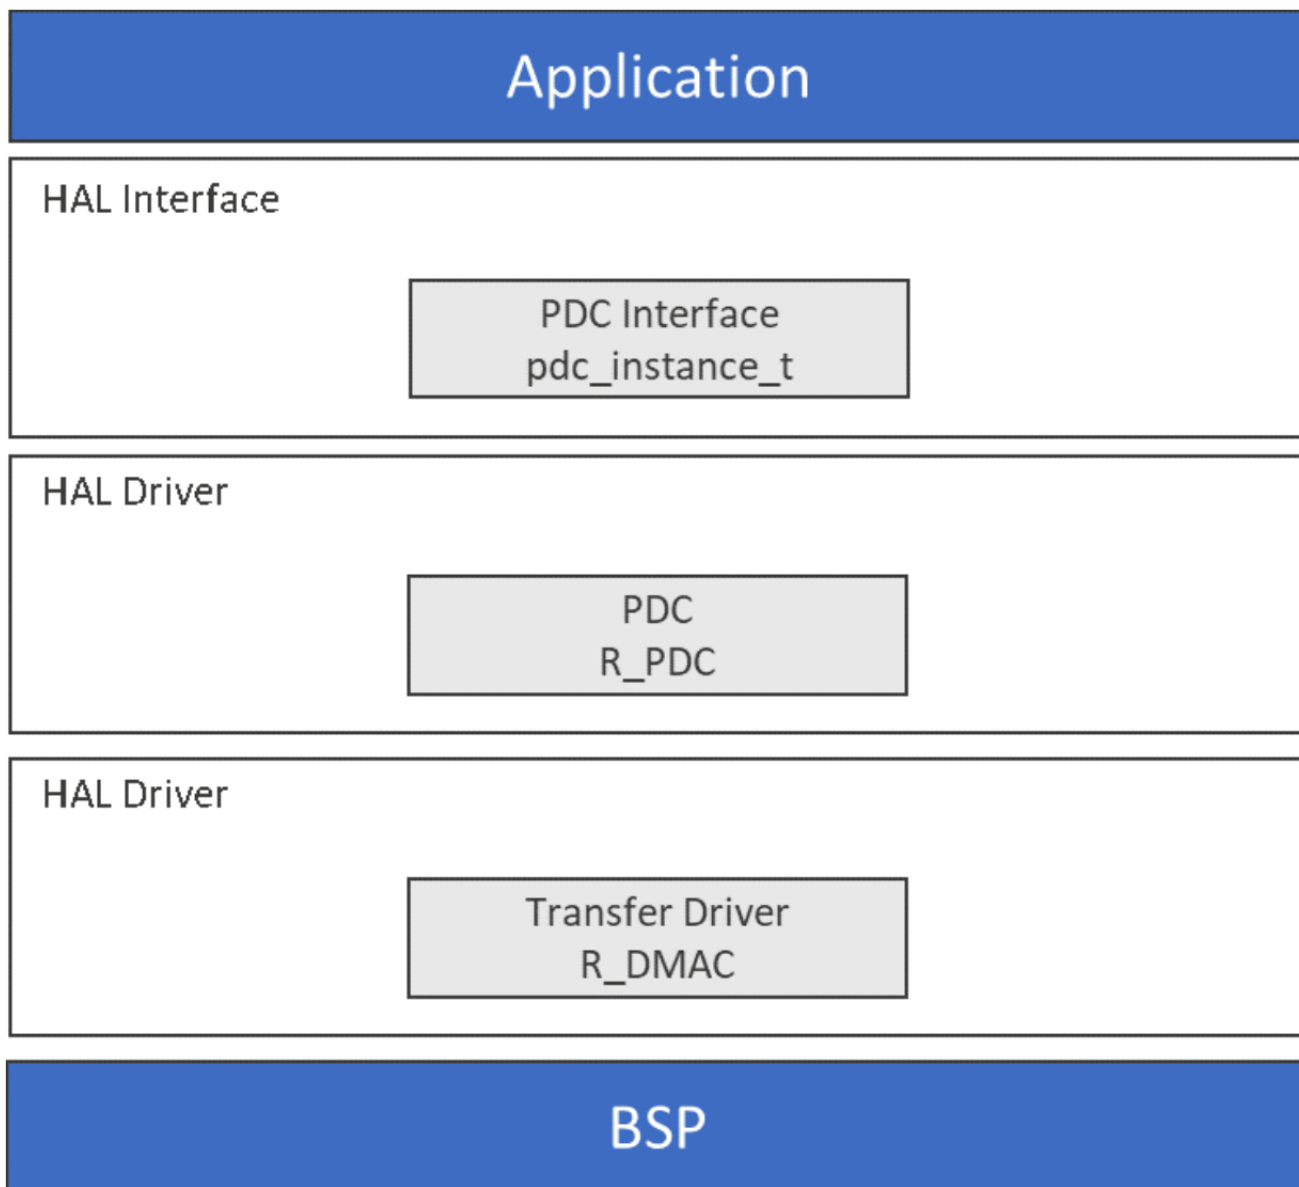 Application
HAL Interface
PDC Interface
pdc_instance_t
HAL Driver
PDC
R_PDC
HAL Driver
Transfer Driver
R_DMAC
BSP